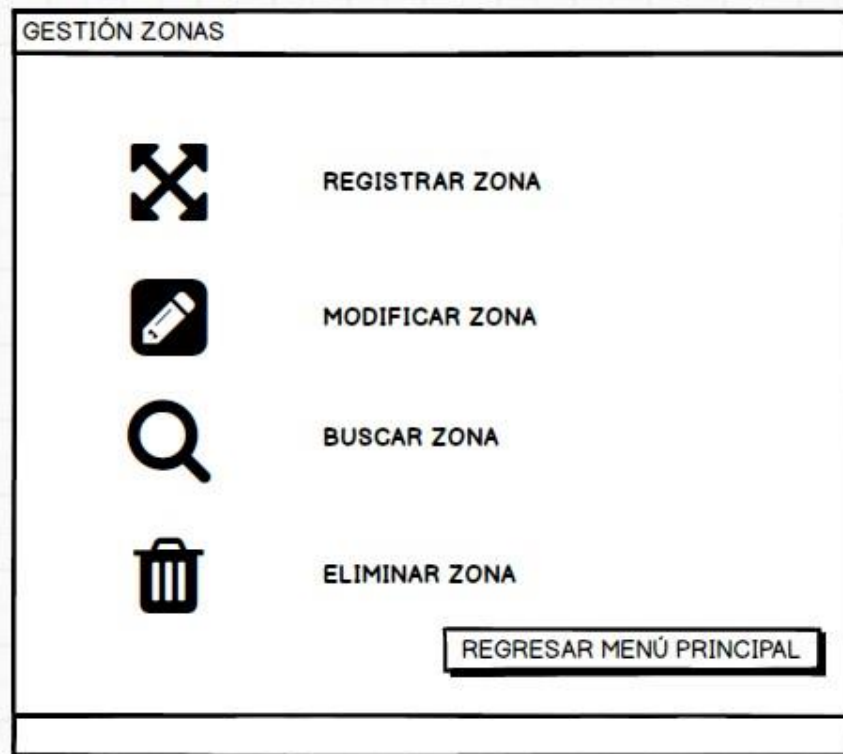 GESTIÓN ZONAS
REGISTRAR ZONA
MODIFICAR ZONA
BUSCAR ZONA
ELIMINAR ZONA
REGRESAR MENÚ PRINCIPAL